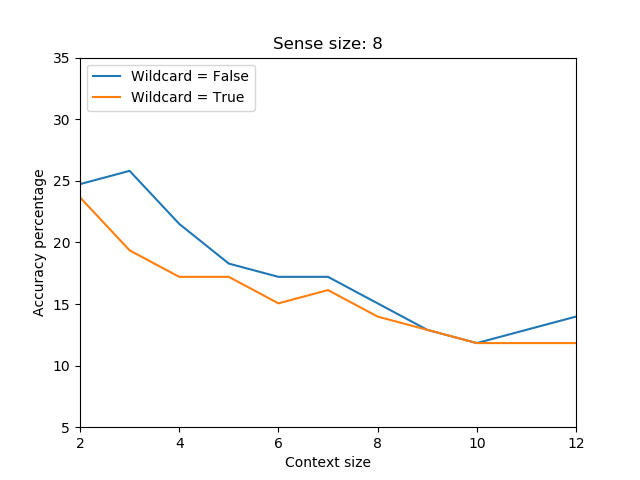 Sense size: 8
Wildcard = False
Wildcard = True
35
30
25
20
15
10
5
Accuracy percentage
2 4 6 8 10 12
Context size